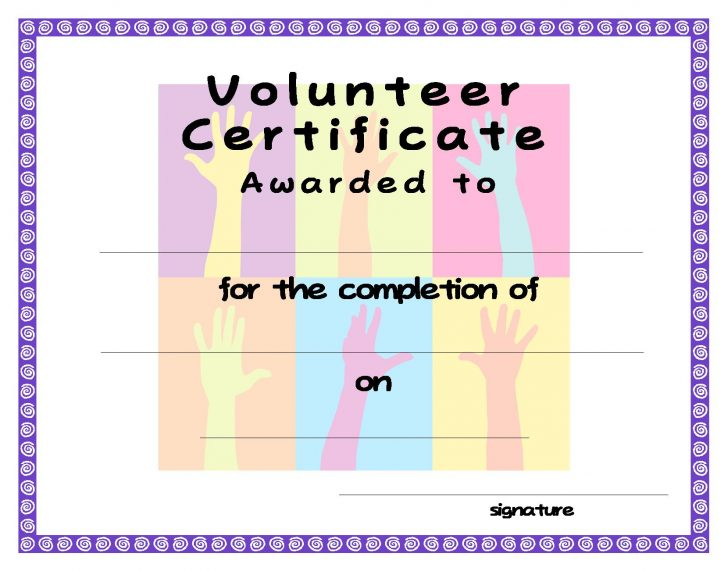 Volunteer
Certificate
Awarded to
for the completion of
on
signature